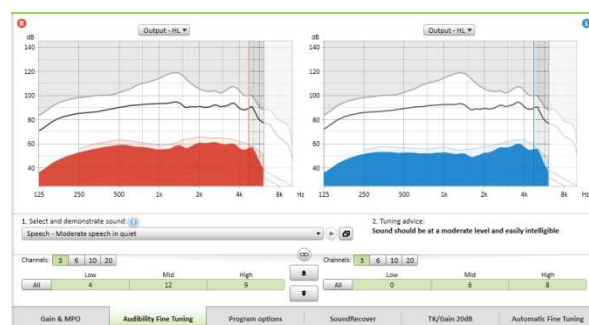 R
L
Output - HL
Output - HL
dB
dB
140
120
100
80
60
40
125 250 500 1k 2k 4k 8k Hz
140
120
100
80
60
40
125 250 500 1k 2k 4k 8k Hz
1. Select and demonstrate sound:
Speech - Moderate speech in quiet
2. Tuning advice:
Sound should be at a moderate level and easily intelligible
Channels: 3 6 10 20
Low Mid High
All 4 12 9
Channels: 3 6 10 20
Low Mid High
All 0 6 8
Gain & MPO Audibility Fine Tuning Program options SoundRecover TK/Gain 20dB Automatic Fine Tuning